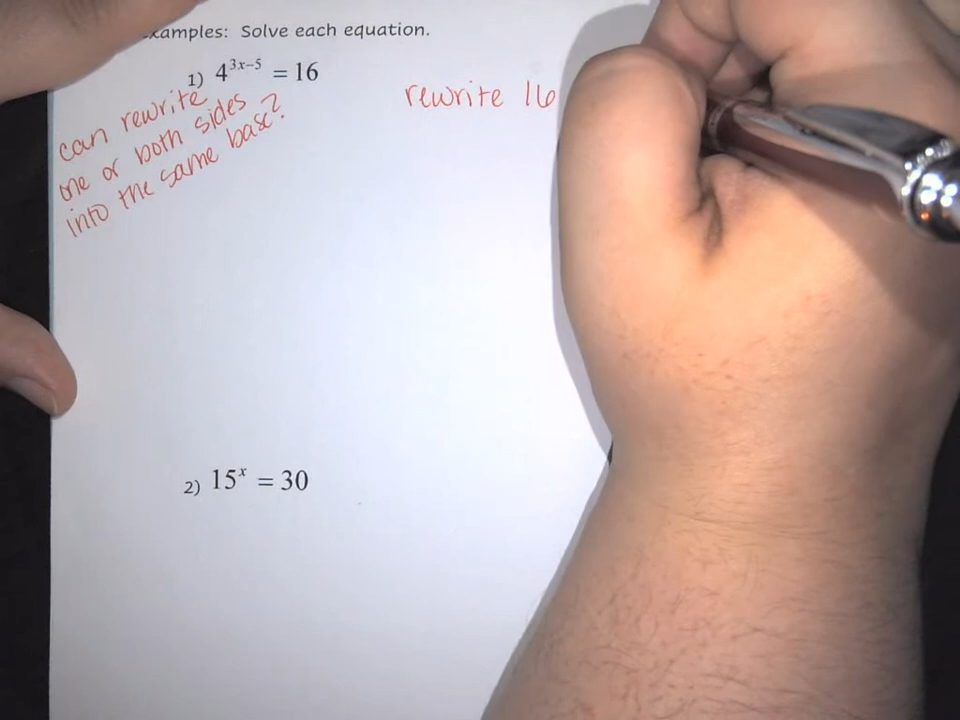 xamples: Solve each equation.
1) 4^{3x-5} = 16
can rewrite
one or both sides
into the same base?
rewrite 16
2) 15^x = 30